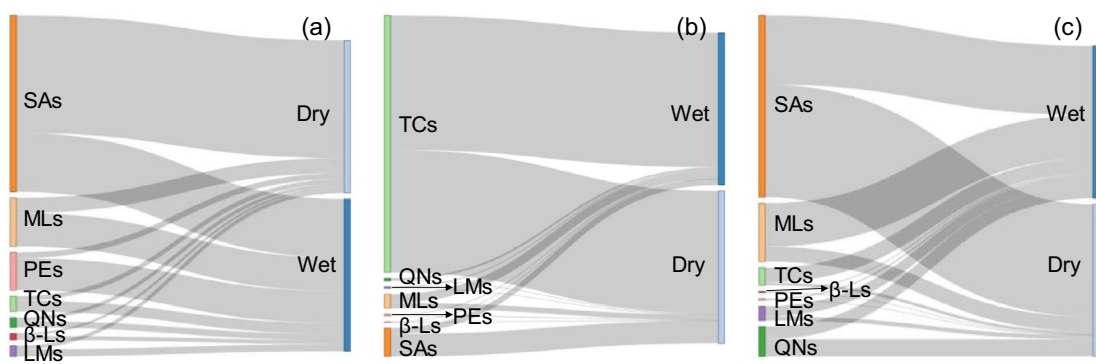 (a)
SAs
Dry
MLs
Wet
PEs
TCs
QNs
β-Ls
LMs
(b)
TCs
Wet
Dry
QNs
LMs
MLs
PEs
β-Ls
SAs
(c)
SAs
Wet
MLs
Dry
TCs
β-Ls
PEs
LMs
QNs